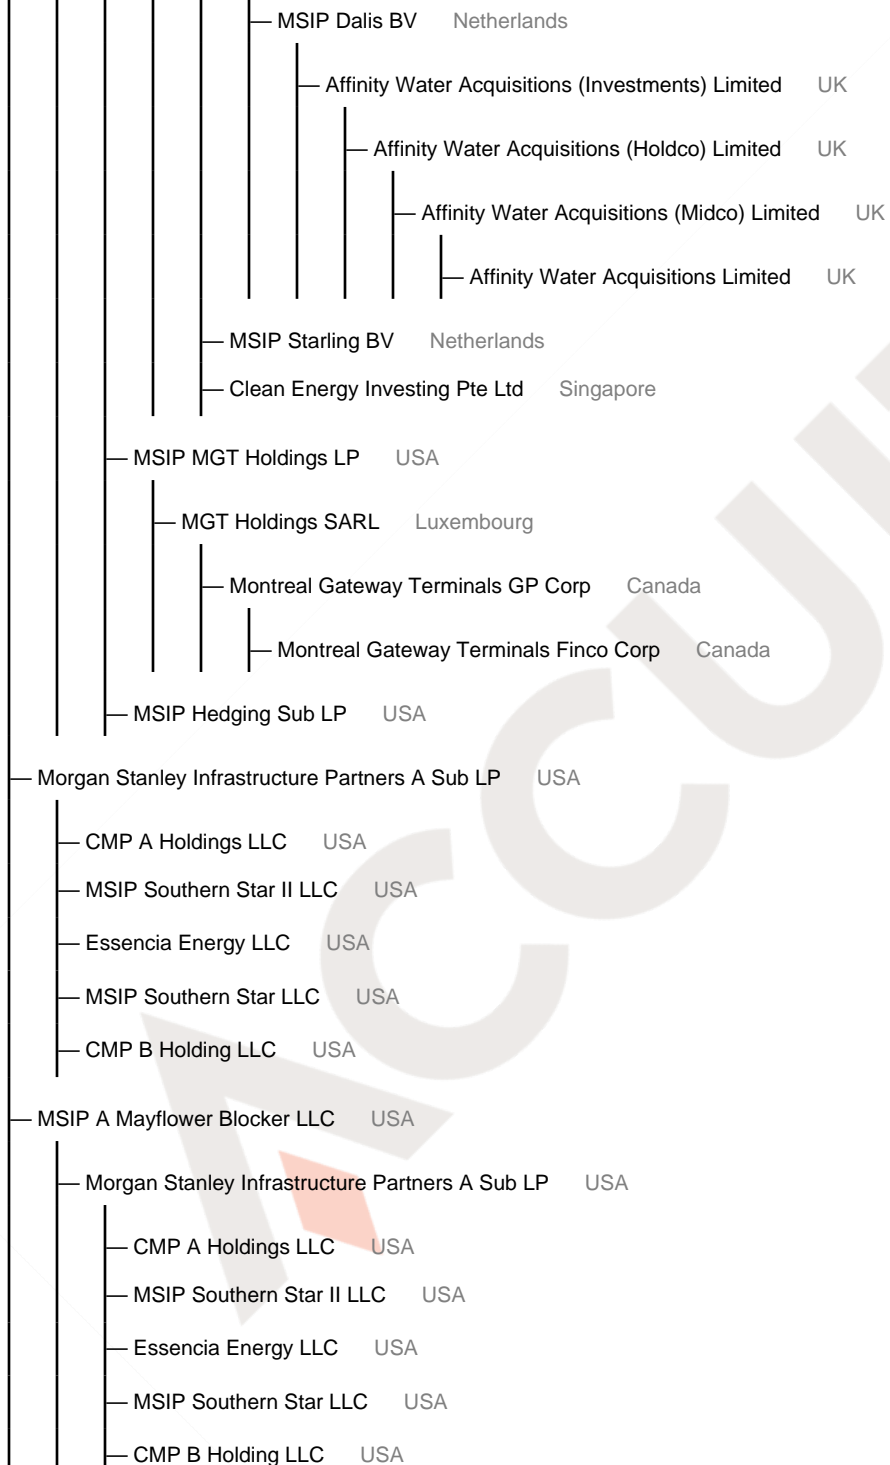 MSIP Dalis BV Netherlands
Affinity Water Acquisitions (Investments) Limited UK
Affinity Water Acquisitions (Holdco) Limited UK
Affinity Water Acquisitions (Midco) Limited UK
Affinity Water Acquisitions Limited UK
MSIP Starling BV Netherlands
Clean Energy Investing Pte Ltd Singapore
MSIP MGT Holdings LP USA
MGT Holdings SARL Luxembourg
Montreal Gateway Terminals GP Corp Canada
Montreal Gateway Terminals Finco Corp Canada
MSIP Hedging Sub LP USA
Morgan Stanley Infrastructure Partners A Sub LP USA
CMP A Holdings LLC USA
MSIP Southern Star II LLC USA
Essencia Energy LLC USA
MSIP Southern Star LLC USA
CMP B Holding LLC USA
MSIP A Mayflower Blocker LLC USA
Morgan Stanley Infrastructure Partners A Sub LP USA
CMP A Holdings LLC USA
MSIP Southern Star II LLC USA
Essencia Energy LLC USA
MSIP Southern Star LLC USA
CMP B Holding LLC USA